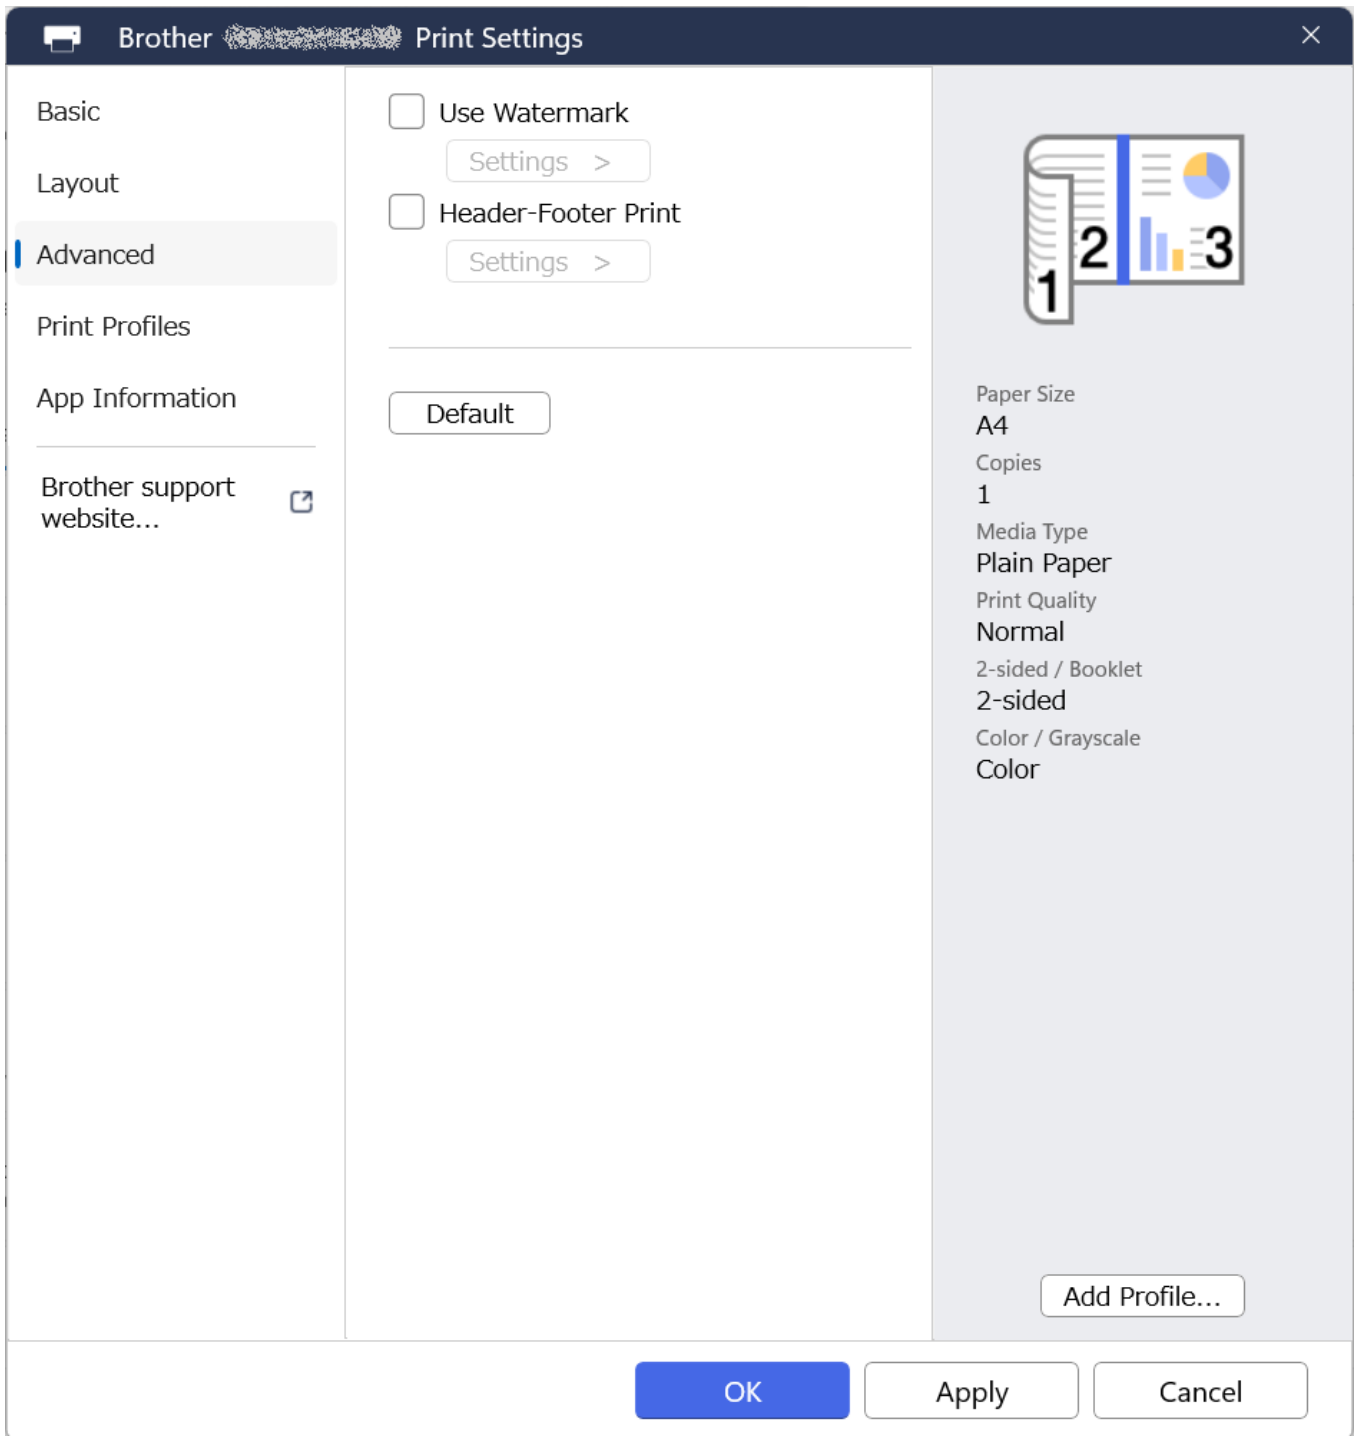 Brother Print Settings
Basic
Layout
Advanced
Print Profiles
App Information
Brother support
website...
Use Watermark
Settings >
Header-Footer Print
Settings >
Default
1
2
3
Paper Size
A4
Copies
1
Media Type
Plain Paper
Print Quality
Normal
2-sided / Booklet
2-sided
Color / Grayscale
Color
Add Profile...
OK
Apply
Cancel